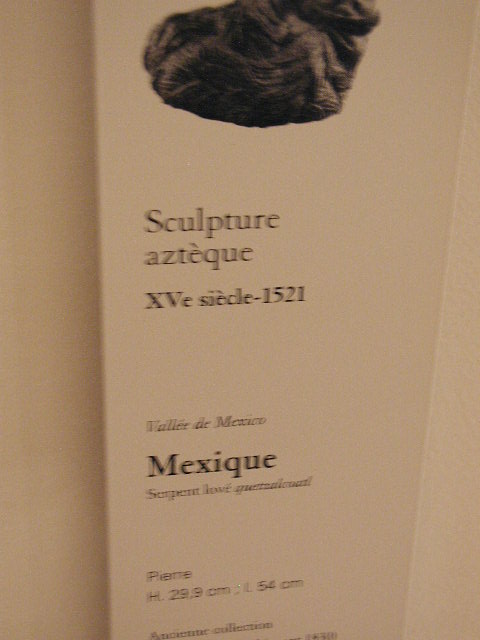 Sculpture
aztèque
XVe siècle-1521
Vallée de Mexico
Mexique
Serpent lové quetzalcoatl
Pierre
H. 29,9 cm ; l. 54 cm
Ancienne collection